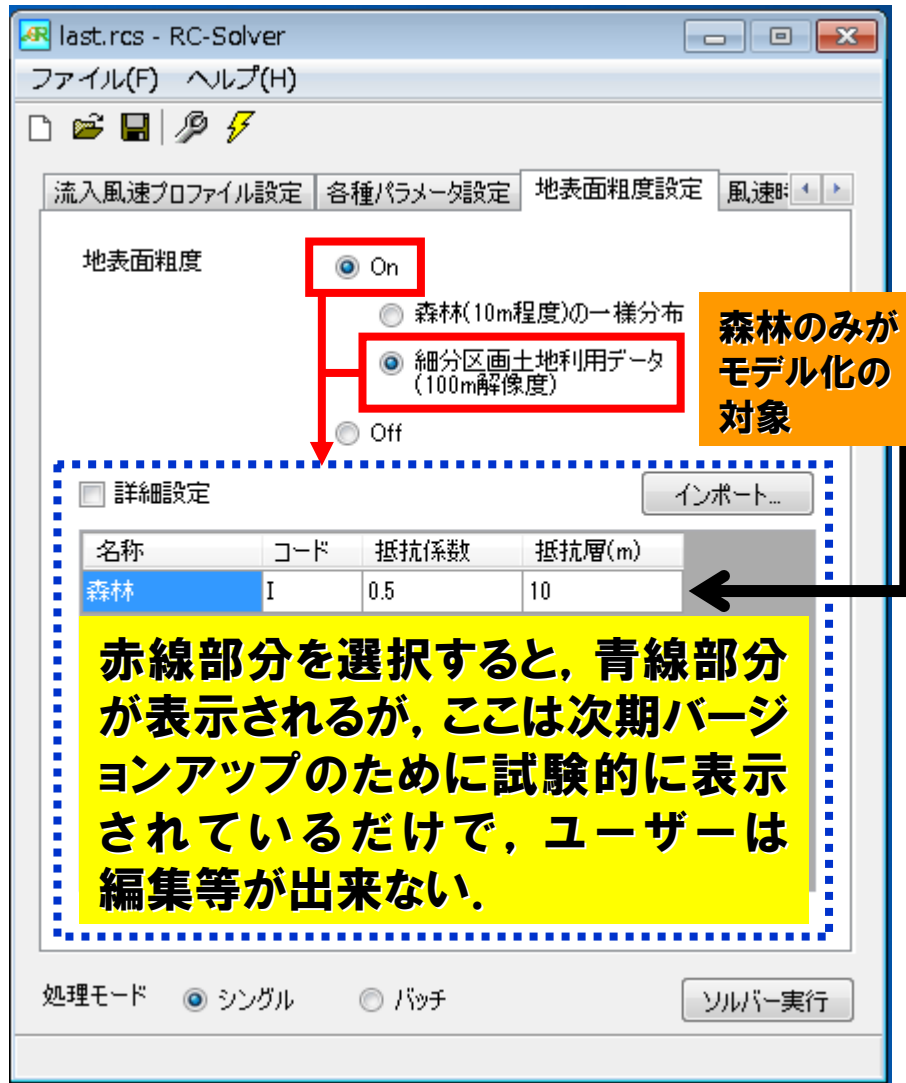 last.rcs - RC-Solver
ファイル(F) ヘルプ(H)
流入風速プロファイル設定 各種パラメータ設定 地表面粗度設定 風速時
地表面粗度
On
森林(10m程度)の一様分布
細分区画土地利用データ
(100m解像度)
Off
森林のみが
モデル化の
対象
詳細設定
インポート...
名称 コード 抵抗係数 抵抗層(m)
森林 I 0.5 10
赤線部分を選択すると，青線部分
が表示されるが，ここは次期バージ
ョンアップのために試験的に表示
されているだけで，ユーザーは
編集等が出来ない．
処理モード シングル バッチ ソルバー実行